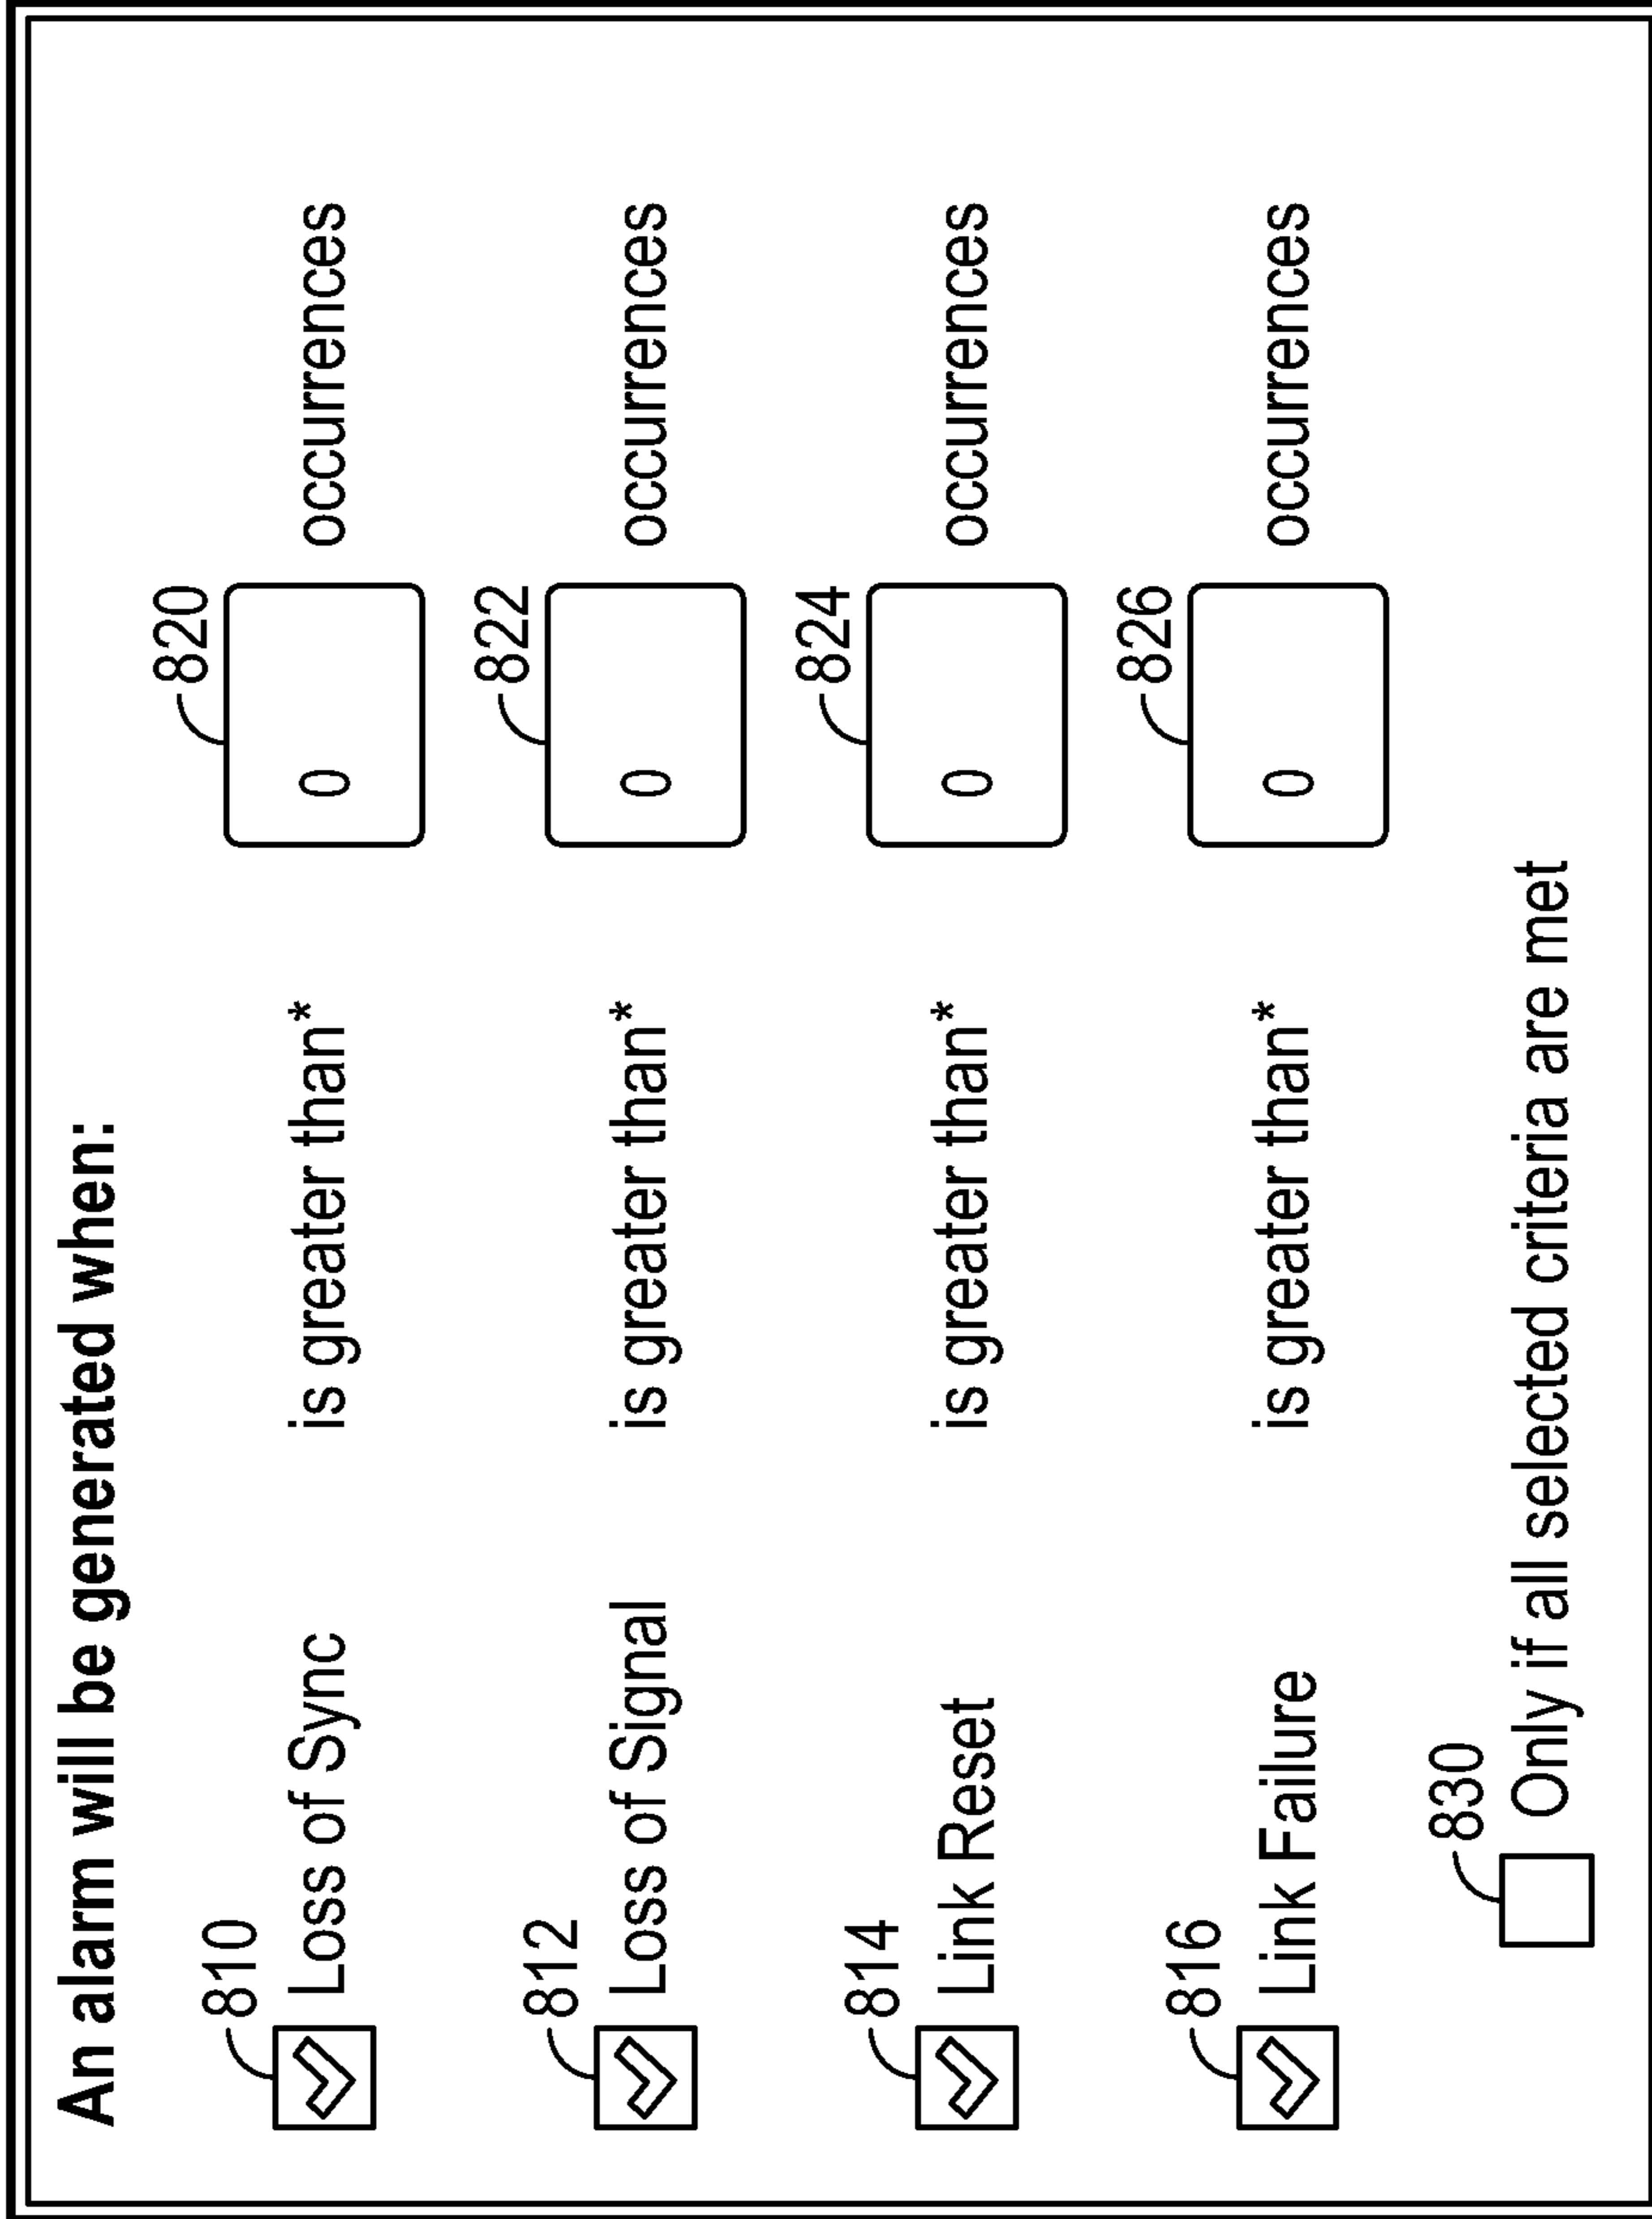 An alarm will be generated when:
810
820
Loss of Sync is greater than* 0 occurrences
812
822
Loss of Signal is greater than* 0 occurrences
814
824
Link Reset is greater than* 0 occurrences
816
826
Link Failure is greater than* 0 occurrences
830
Only if all selected criteria are met